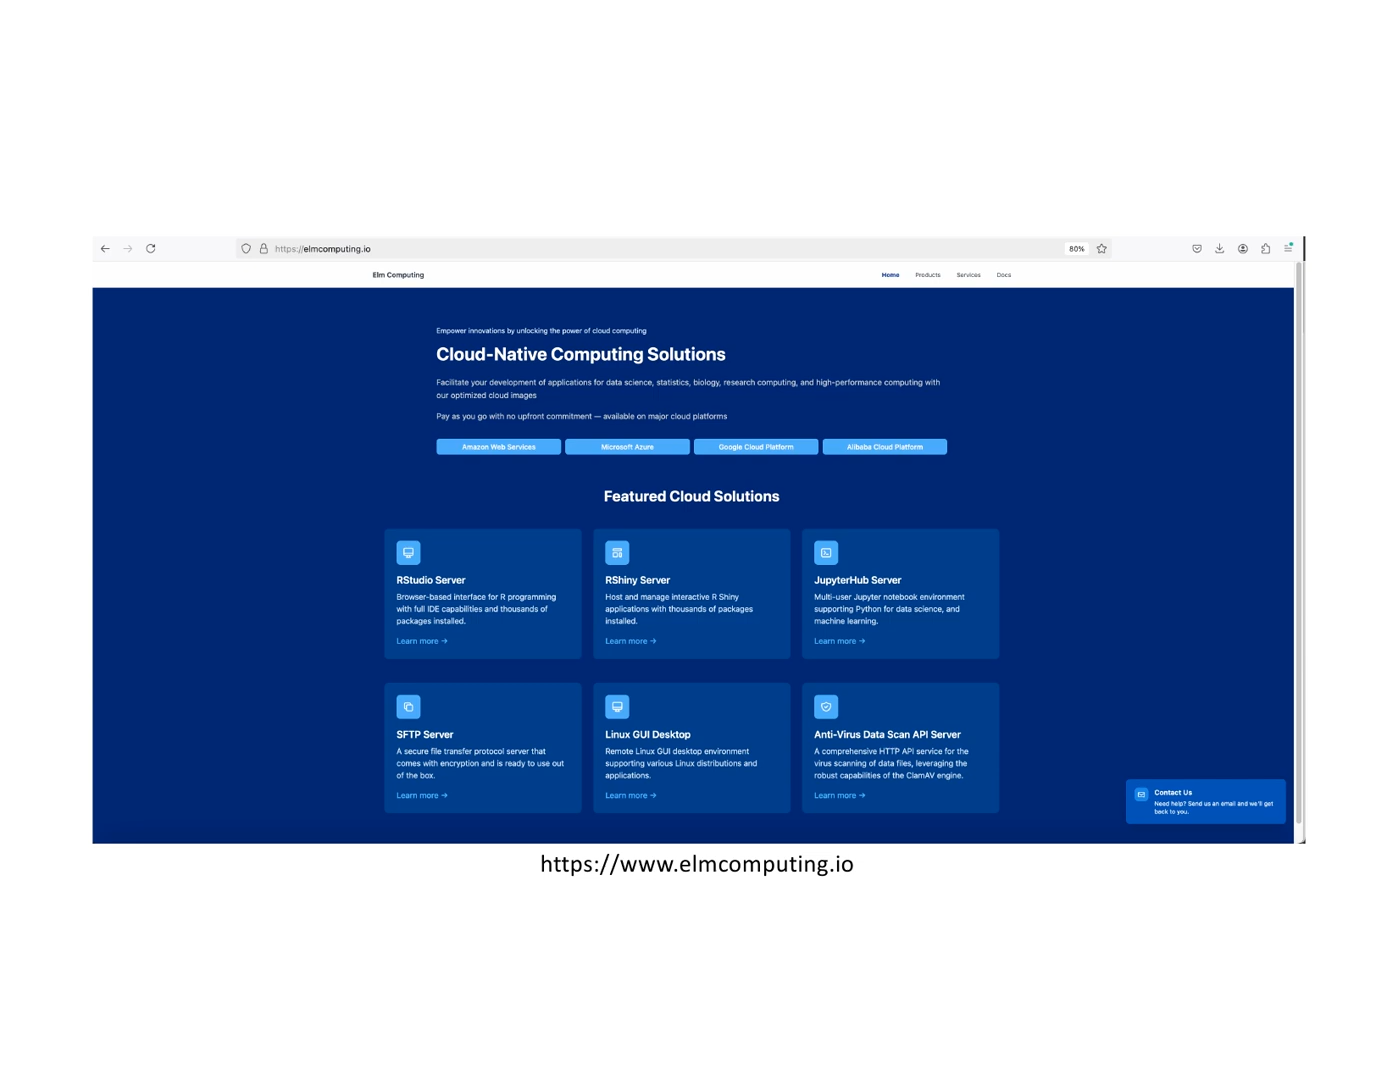 https://elmcomputing.io
80%
Elm Computing
Home Products Services Docs
Empower innovations by unlocking the power of cloud computing
Cloud-Native Computing Solutions
Facilitate your development of applications for data science, statistics, biology, research computing, and high-performance computing with
our optimized cloud images
Pay as you go with no upfront commitment — available on major cloud platforms
Amazon Web Services
Microsoft Azure
Google Cloud Platform
Alibaba Cloud Platform
Featured Cloud Solutions
RStudio Server
Browser-based interface for R programming
with full IDE capabilities and thousands of
packages installed.
Learn more →
RShiny Server
Host and manage interactive R Shiny
applications with thousands of packages
installed.
Learn more →
JupyterHub Server
Multi-user Jupyter notebook environment
supporting Python for data science, and
machine learning.
Learn more →
SFTP Server
A secure file transfer protocol server that
comes with encryption and is ready to use out
of the box.
Learn more →
Linux GUI Desktop
Remote Linux GUI desktop environment
supporting various Linux distributions and
applications.
Learn more →
Anti-Virus Data Scan API Server
A comprehensive HTTP API service for the
virus scanning of data files, leveraging the
robust capabilities of the ClamAV engine.
Learn more →
Contact Us
Need help? Send us an email and we'll get
back to you.
https://www.elmcomputing.io